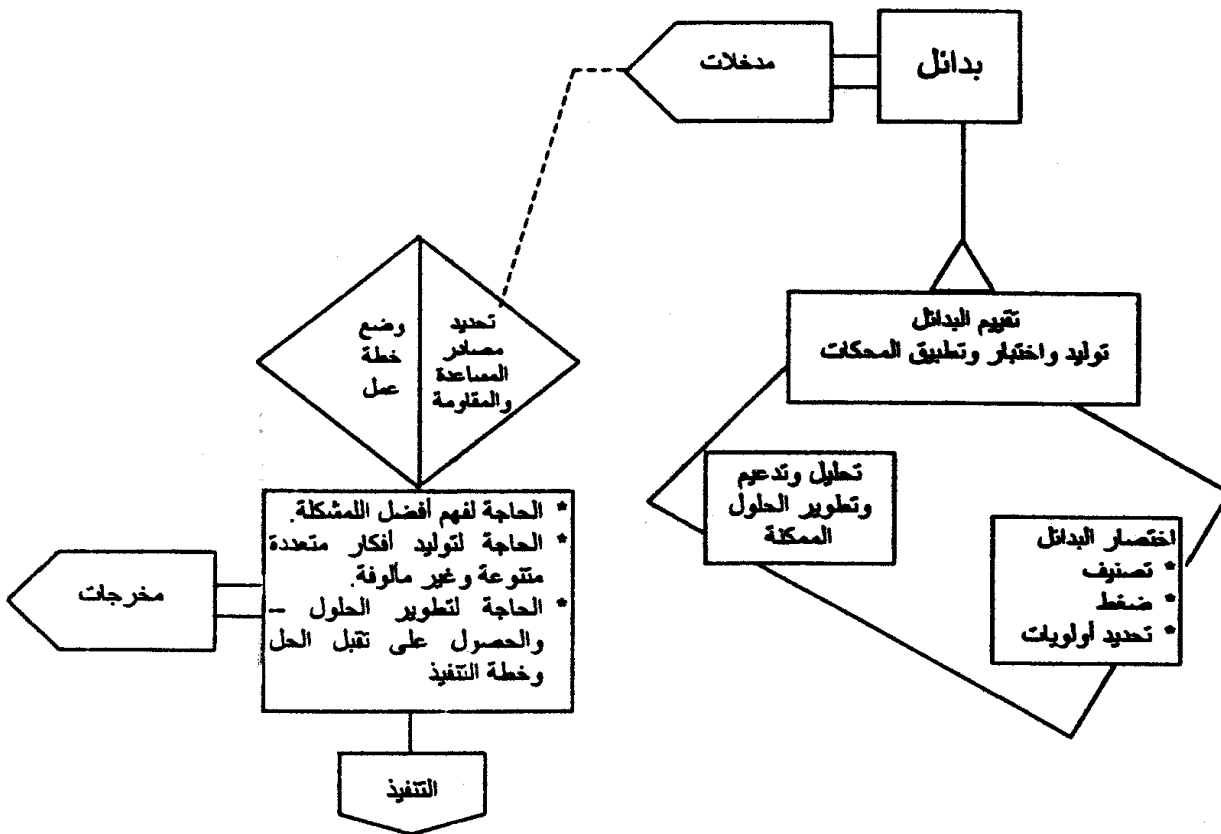 بدائل
مدخلات
تقييم البدائل
توليد واختبار وتطبيق المحكات
تحليل وتدعيم
وتطوير الحلول
الممكنة
اختصار البدائل
* تصنيف
* ضغط
* تحديد أولويات
تحديد
مصادر
المساعدة
والمقاومة
وضع
خطة
عمل
* الحاجة لفهم أفضل اللمشكلة.
* الحاجة لتوليد أفكار متعددة
متنوعة وغير مألوفة.
* الحاجة لتطوير الحلول –
والحصول على تقبل الحل
وخطة التنفيذ
مخرجات
التنفيذ